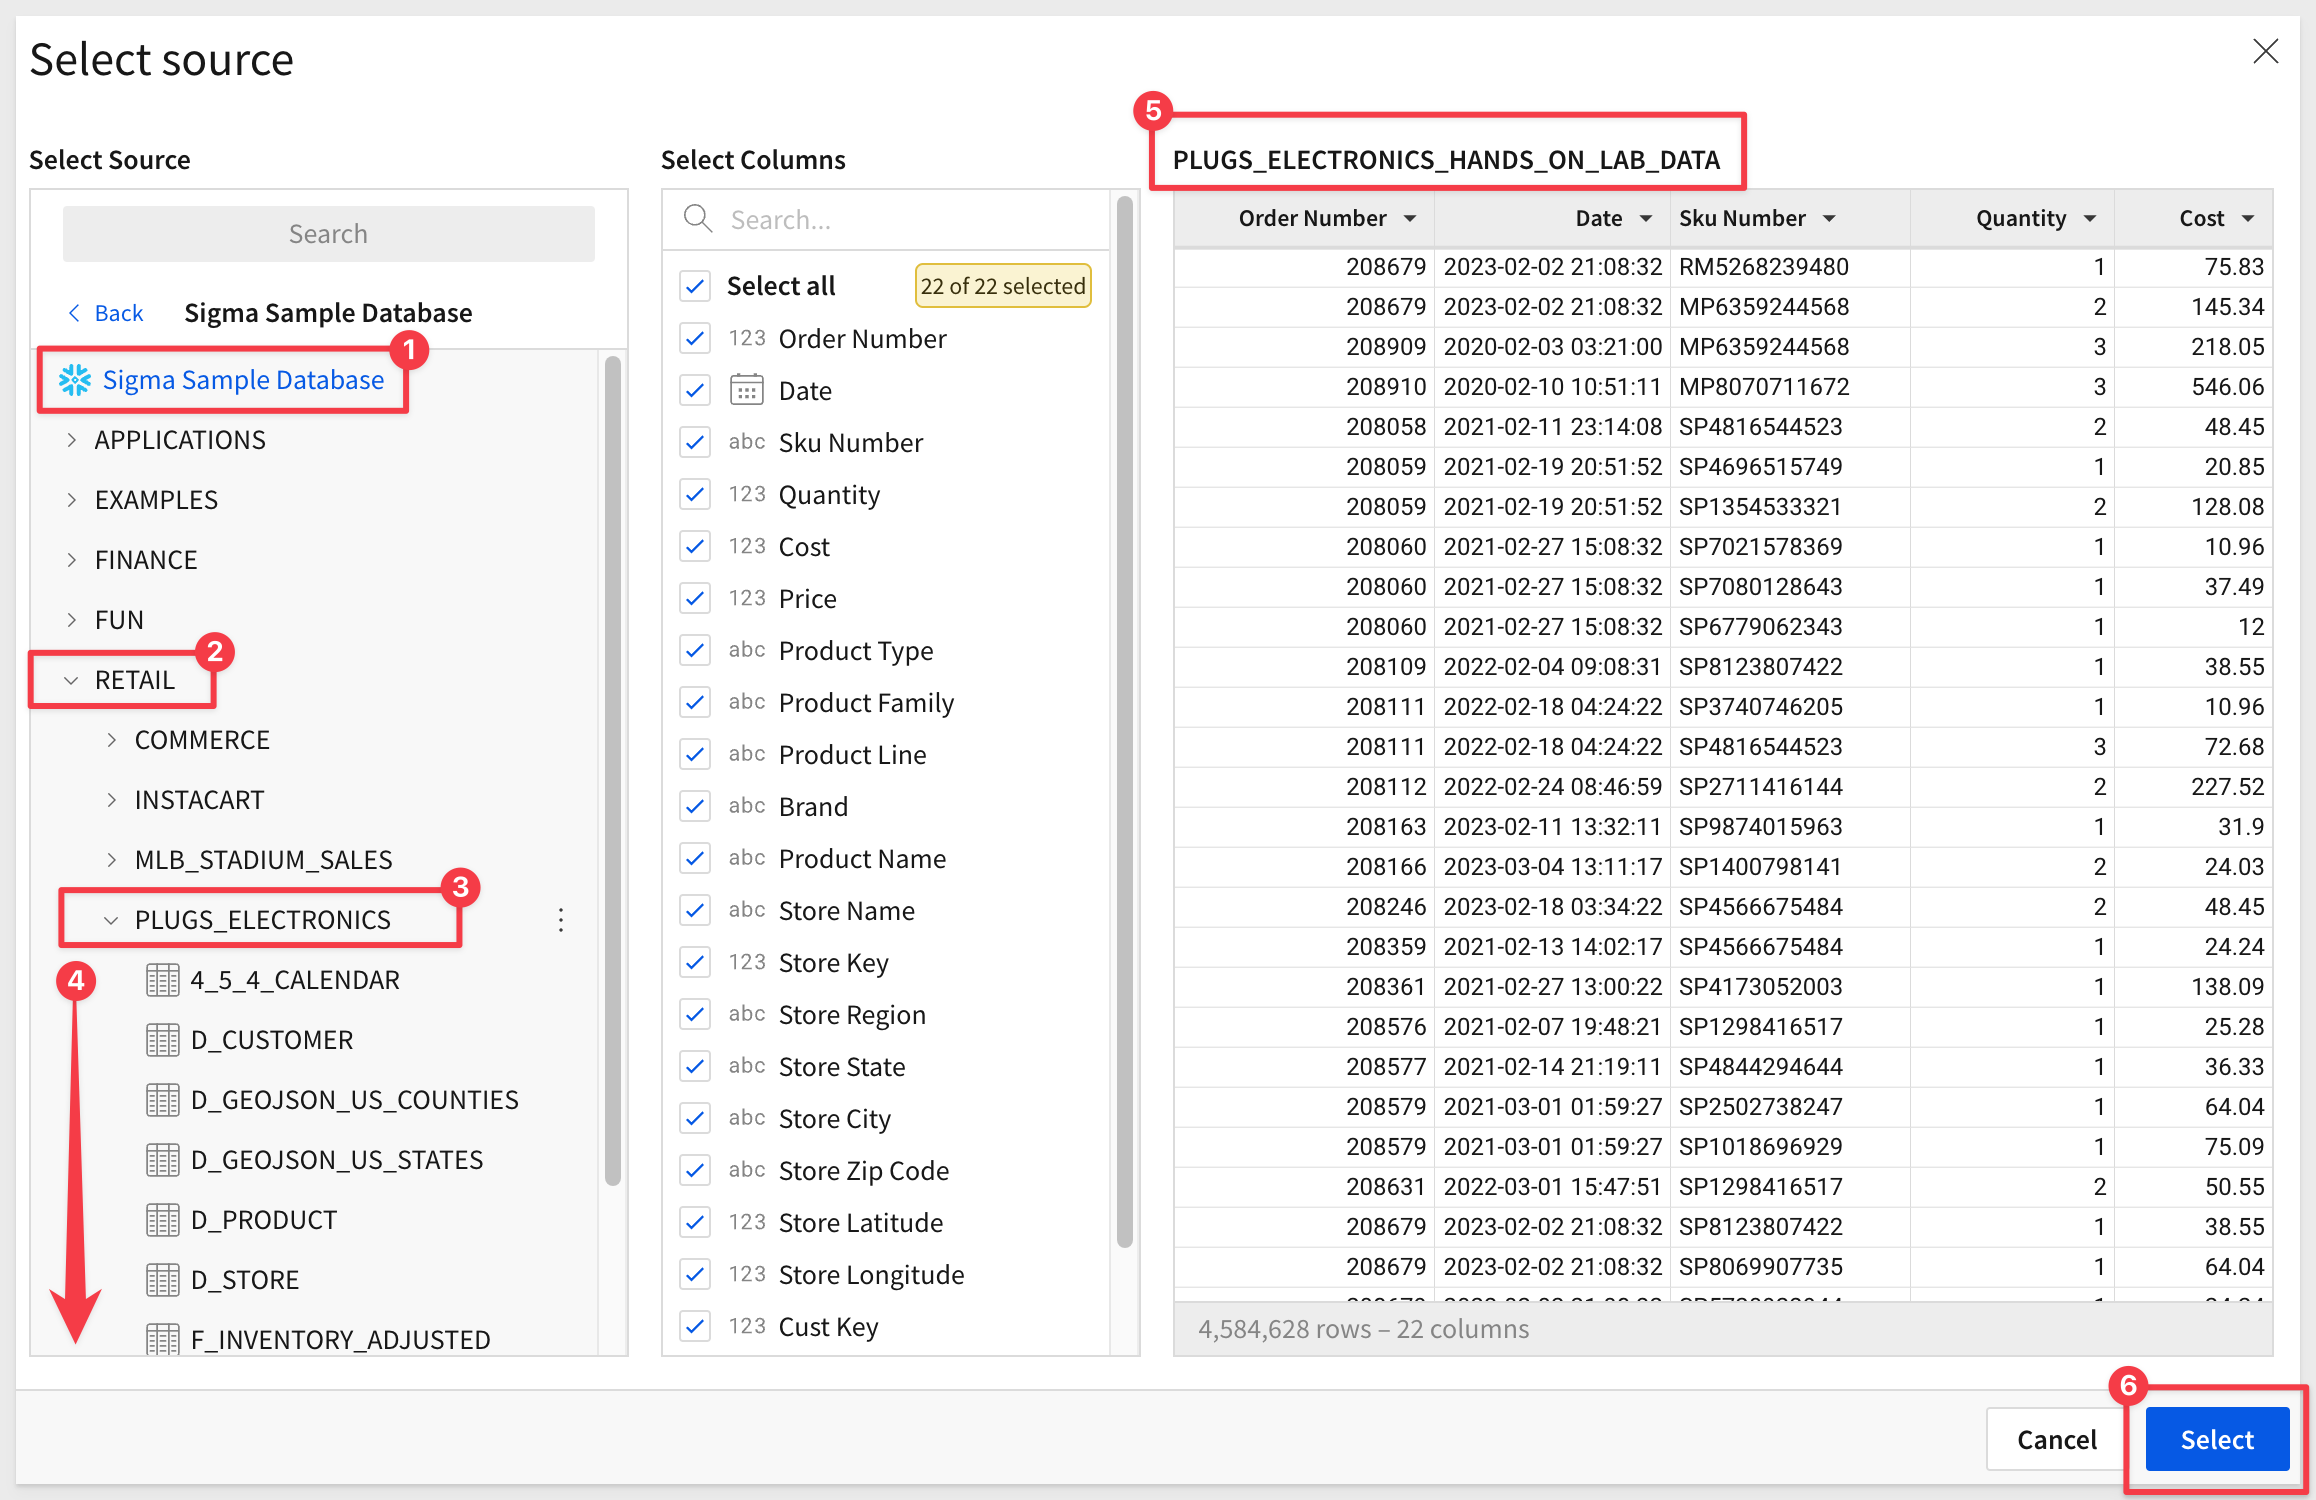 Select source
Select Source
Search
Back
Sigma Sample Database
1
Sigma Sample Database
APPLICATIONS
EXAMPLES
FINANCE
FUN
2
RETAIL
COMMERCE
INSTACART
MLB_STADIUM_SALES
3
PLUGS_ELECTRONICS
4
4_5_4_CALENDAR
D_CUSTOMER
D_GEOJSON_US_COUNTIES
D_GEOJSON_US_STATES
D_PRODUCT
D_STORE
F_INVENTORY_ADJUSTED
Select Columns
Search...
Select all 22 of 22 selected
123 Order Number
Date
abc Sku Number
123 Quantity
123 Cost
123 Price
abc Product Type
abc Product Family
abc Product Line
abc Brand
abc Product Name
abc Store Name
123 Store Key
abc Store Region
abc Store State
abc Store City
abc Store Zip Code
123 Store Latitude
123 Store Longitude
123 Cust Key
5
PLUGS_ELECTRONICS_HANDS_ON_LAB_DATA
Order Number Date Sku Number Quantity Cost
208679 2023-02-02 21:08:32 RM5268239480 1 75.83
208679 2023-02-02 21:08:32 MP6359244568 2 145.34
208909 2020-02-03 03:21:00 MP6359244568 3 218.05
208910 2020-02-10 10:51:11 MP8070711672 3 546.06
208058 2021-02-11 23:14:08 SP4816544523 2 48.45
208059 2021-02-19 20:51:52 SP4696515749 1 20.85
208059 2021-02-19 20:51:52 SP1354533321 2 128.08
208060 2021-02-27 15:08:32 SP7021578369 1 10.96
208060 2021-02-27 15:08:32 SP7080128643 1 37.49
208060 2021-02-27 15:08:32 SP6779062343 1 12
208109 2022-02-04 09:08:31 SP8123807422 1 38.55
208111 2022-02-18 04:24:22 SP3740746205 1 10.96
208111 2022-02-18 04:24:22 SP4816544523 3 72.68
208112 2022-02-24 08:46:59 SP2711416144 2 227.52
208163 2023-02-11 13:32:11 SP9874015963 1 31.9
208166 2023-03-04 13:11:17 SP1400798141 2 24.03
208246 2023-02-18 03:34:22 SP4566675484 2 48.45
208359 2021-02-13 14:02:17 SP4566675484 1 24.24
208361 2021-02-27 13:00:22 SP4173052003 1 138.09
208576 2021-02-07 19:48:21 SP1298416517 1 25.28
208577 2021-02-14 21:19:11 SP4844294644 1 36.33
208579 2021-03-01 01:59:27 SP2502738247 1 64.04
208579 2021-03-01 01:59:27 SP1018696929 1 75.09
208631 2022-03-01 15:47:51 SP1298416517 2 50.55
208679 2023-02-02 21:08:32 SP8123807422 1 38.55
208679 2023-02-02 21:08:32 SP8069907735 1 64.04
4,584,628 rows – 22 columns
6
Cancel
Select